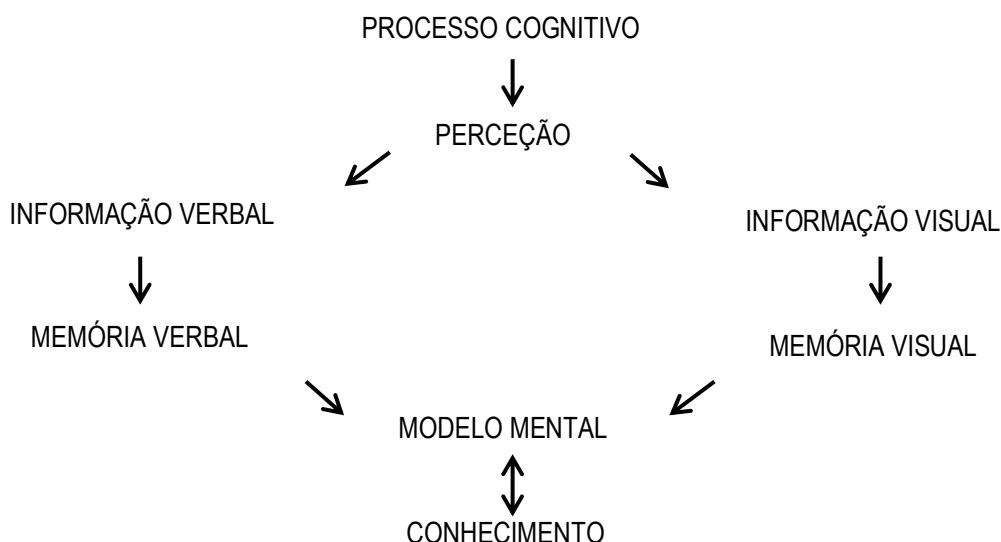 PROCESSO COGNITIVO
PERCEÇÃO
INFORMAÇÃO VERBAL
INFORMAÇÃO VISUAL
MEMÓRIA VERBAL
MEMÓRIA VISUAL
MODELO MENTAL
CONHECIMENTO